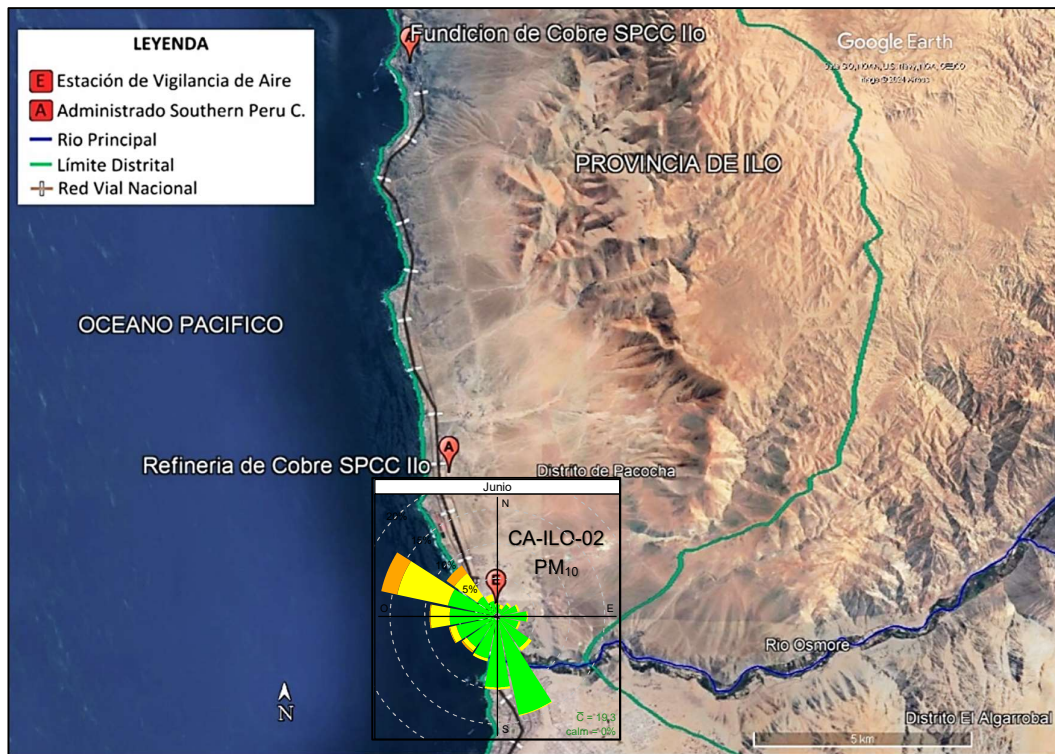 LEYENDA
E Estación de Vigilancia de Aire
A Administrado Southern Peru C.
Rio Principal
Límite Distrital
Red Vial Nacional
Fundicion de Cobre SPCC Ilo
Google Earth
PROVINCIA DE ILO
OCEANO PACIFICO
A
Refineria de Cobre SPCC Ilo
Distrito de Pacocha
Junio
N
CA-ILO-02
PM₁₀
E
5%
O
E
Rio Osmore
S
C̅ = 19.3
calm = 0%
N
Distrito El Algarrobal
5 km